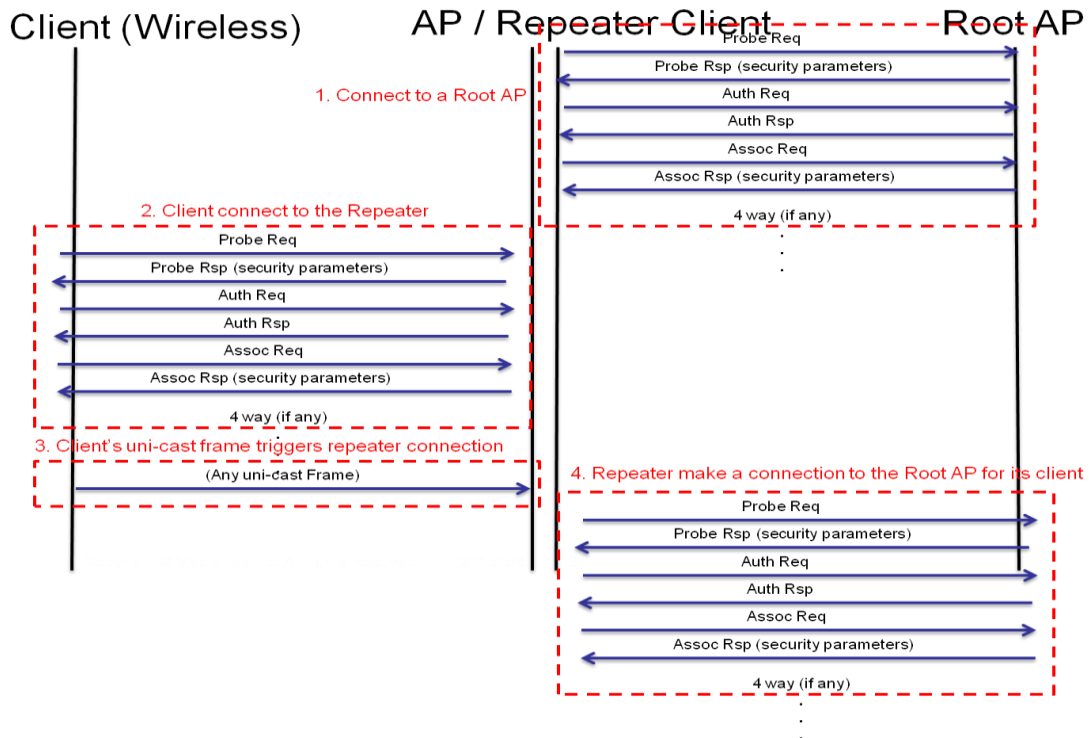 Client (Wireless)
AP / Repeater Client
Root AP
Probe Req
Probe Rsp (security parameters)
1. Connect to a Root AP
Auth Req
Auth Rsp
Assoc Req
Assoc Rsp (security parameters)
4 way (if any)
2. Client connect to the Repeater
Probe Req
Probe Rsp (security parameters)
Auth Req
Auth Rsp
Assoc Req
Assoc Rsp (security parameters)
4 way (if any)
3. Client's uni-cast frame triggers repeater connection
(Any uni-cast Frame)
4. Repeater make a connection to the Root AP for its client
Probe Req
Probe Rsp (security parameters)
Auth Req
Auth Rsp
Assoc Req
Assoc Rsp (security parameters)
4 way (if any)